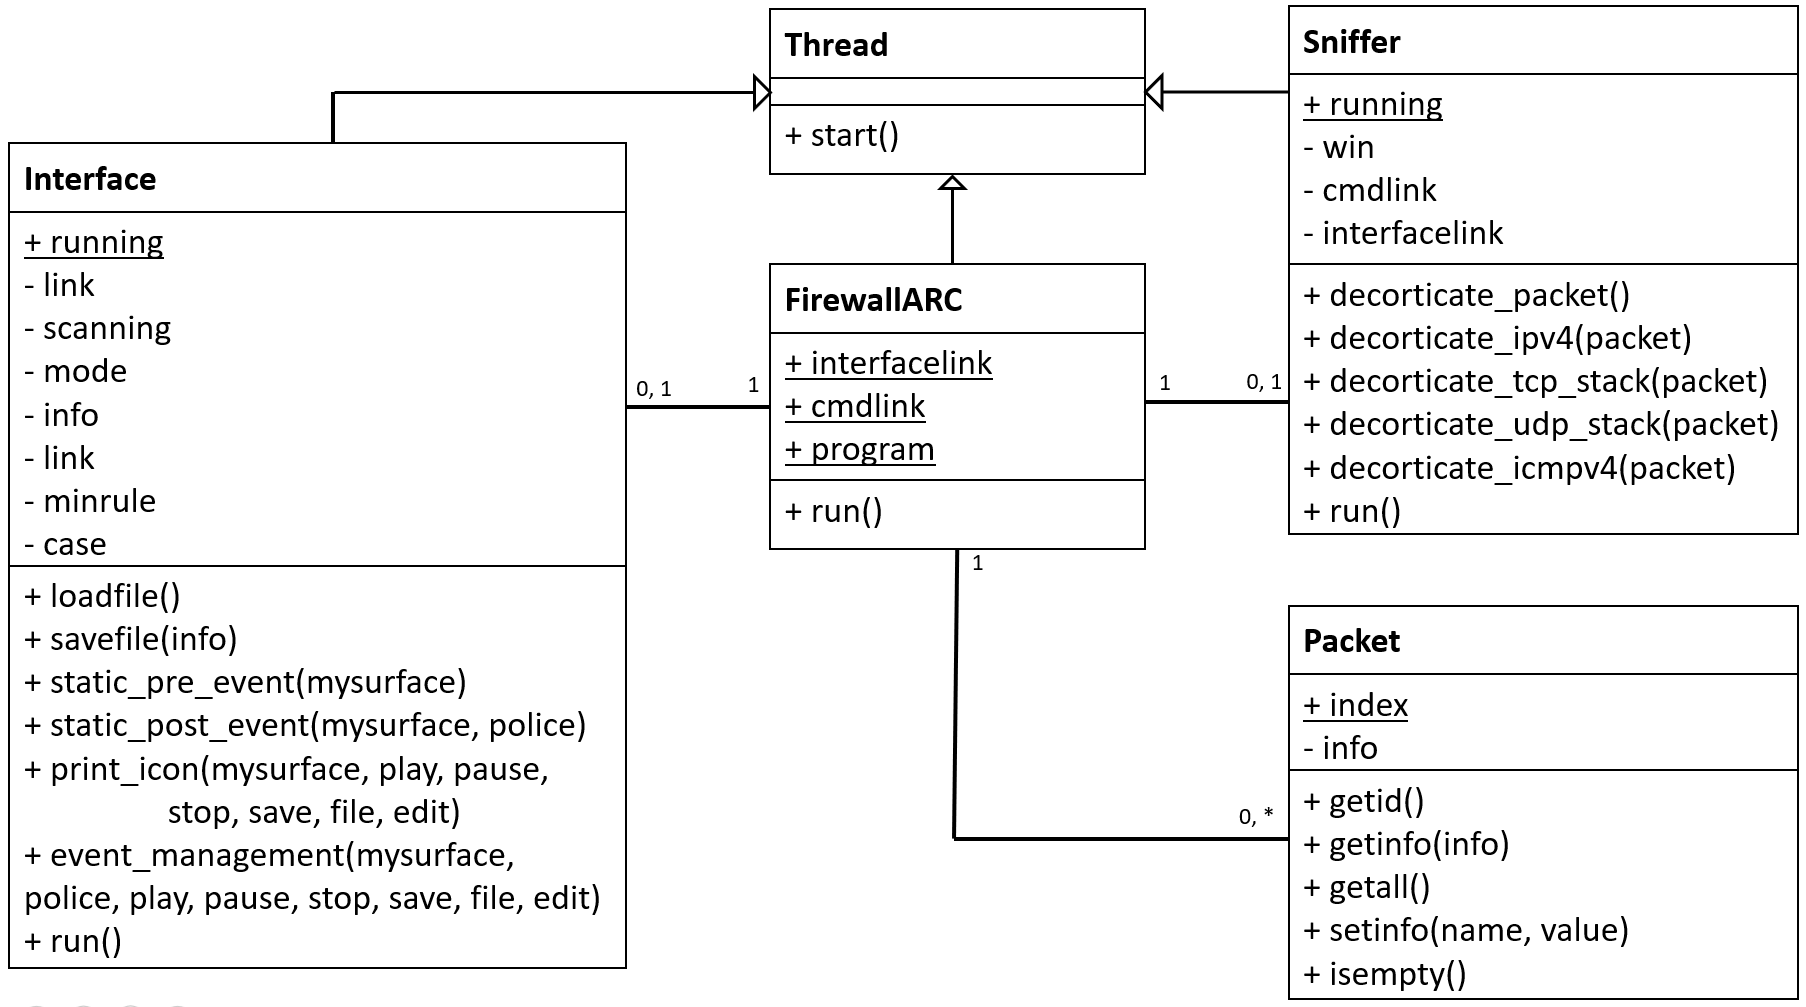 Thread
+ start()
Sniffer
+ running
- win
- cmdlink
- interfacelink
+ decorticate_packet()
+ decorticate_ipv4(packet)
+ decorticate_tcp_stack(packet)
+ decorticate_udp_stack(packet)
+ decorticate_icmpv4(packet)
+ run()
Interface
+ running
- link
- scanning
- mode
- info
- link
- minrule
- case
+ loadfile()
+ savefile(info)
+ static_pre_event(mysurface)
+ static_post_event(mysurface, police)
+ print_icon(mysurface, play, pause,
stop, save, file, edit)
+ event_management(mysurface,
police, play, pause, stop, save, file, edit)
+ run()
0, 1
1
FirewallARC
+ interfacelink
+ cmdlink
+ program
+ run()
1
0, 1
1
0, *
Packet
+ index
- info
+ getid()
+ getinfo(info)
+ getall()
+ setinfo(name, value)
+ isempty()